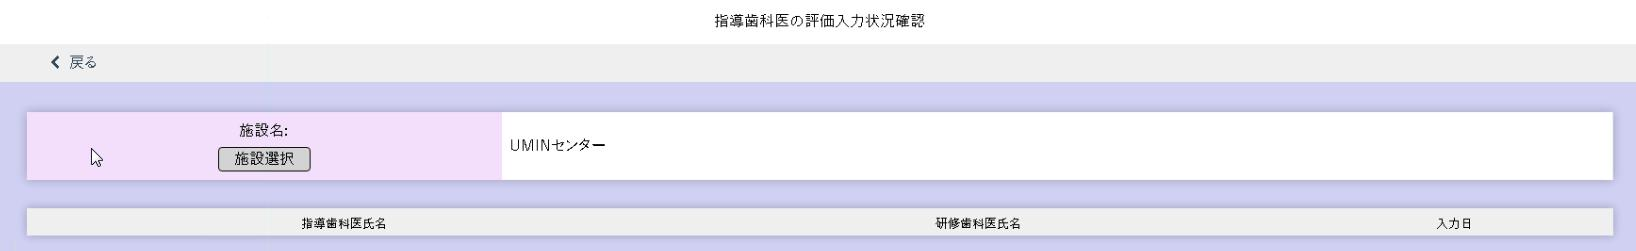 指導歯科医の評価入力状況確認
戻る
施設名:
施設選択
UMINセンター
指導歯科医氏名 研修歯科医氏名 入力日